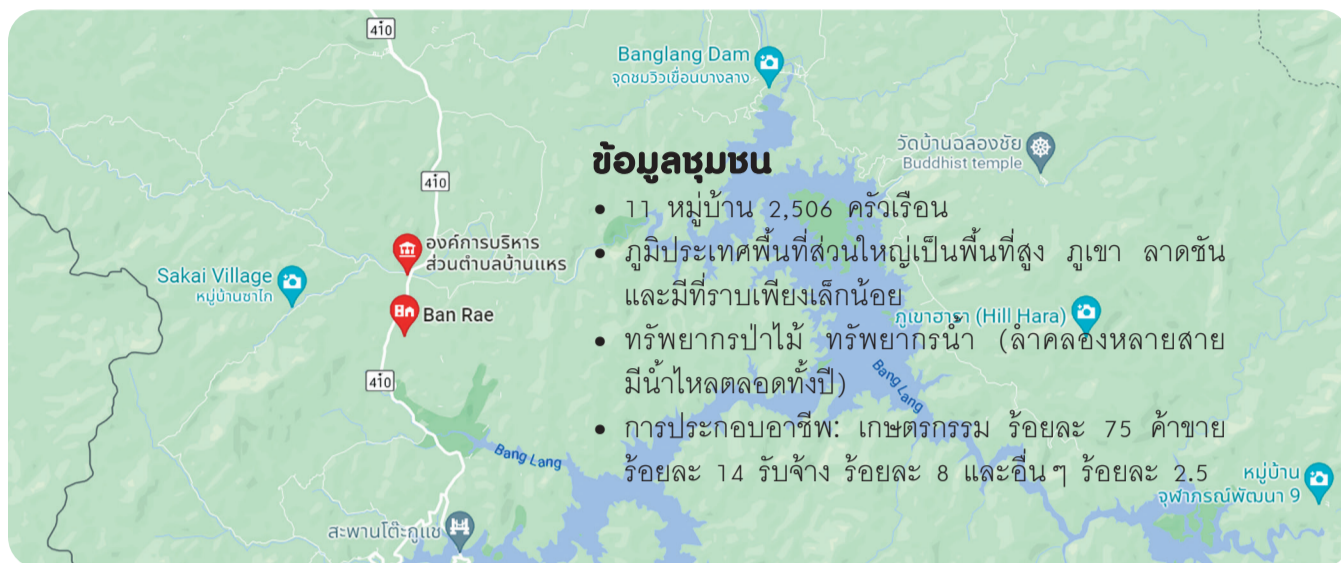 410
Banglang Dam
จุดชมวิวเขื่อนบางลาง
วัดบ้านฉลองชัย
Buddhist temple
ข้อมูลชุมชน
410
• 11 หมู่บ้าน 2,506 ครัวเรือน
องค์การบริหาร
ส่วนตำบลบ้านแหร
• ภูมิประเทศพื้นที่ส่วนใหญ่เป็นพื้นที่สูง ภูเขา ลาดชัน
และมีที่ราบเพียงเล็กน้อย
Sakai Village
หมู่บ้านซาไก
Ban Rae
ภูเขาฮารา (Hill Hara)
• ทรัพยากรป่าไม้ ทรัพยากรน้ำ (ลำคลองหลายสาย
มีน้ำไหลตลอดทั้งปี)
410
Bang Lang
• การประกอบอาชีพ: เกษตรกรรม ร้อยละ 75 ค้าขาย
ร้อยละ 14 รับจ้าง ร้อยละ 8 และอื่นๆ ร้อยละ 2.5
Bang Lang
หมู่บ้าน
จุฬาภรณ์พัฒนา 9
สะพานโต๊ะกูแช